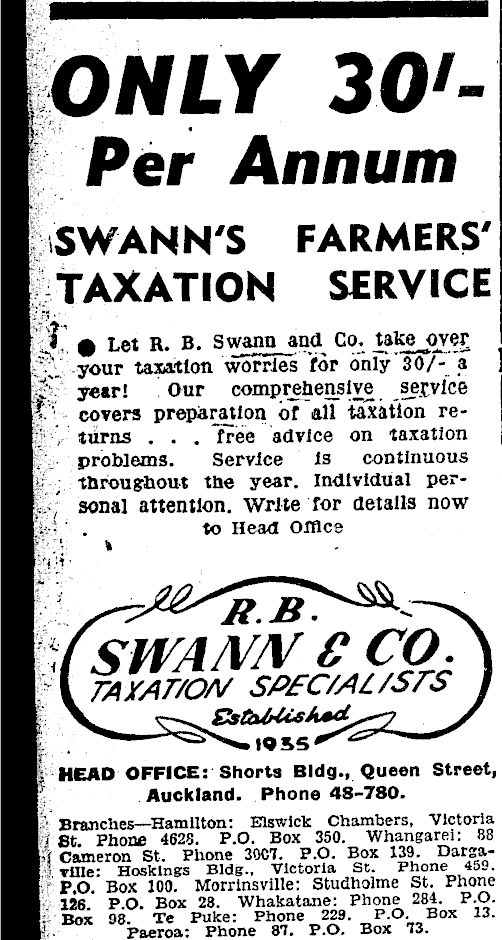 ONLY 30/-
Per Annum
SWANN'S FARMERS'
TAXATION SERVICE
● Let R. B. Swann and Co. take over
your taxation worries for only 30/- a
year! Our comprehensive service
covers preparation of all taxation re-
turns . . . free advice on taxation
problems. Service is continuous
throughout the year. Individual per-
sonal attention. Write for details now
to Head Office
R.B.
SWANN & CO.
TAXATION SPECIALISTS
Established
1935
HEAD OFFICE: Shorts Bldg., Queen Street,
Auckland. Phone 48-780.
Branches—Hamilton: Elswick Chambers, Victoria
St. Phone 4628. P.O. Box 350. Whangarei: 88
Cameron St. Phone P.O. Box 139. Darga-
ville: Hoskings Bldg., Victoria St. Phone 459.
P.O. Box 100. Morrinsville: Studholme St. Phone
126. P.O. Box 28. Whakatane: Phone 284. P.O.
Box 98. Te Puke: Phone 229. P.O. Box 13.
Paeroa: Phone 87. P.O. Box 73.